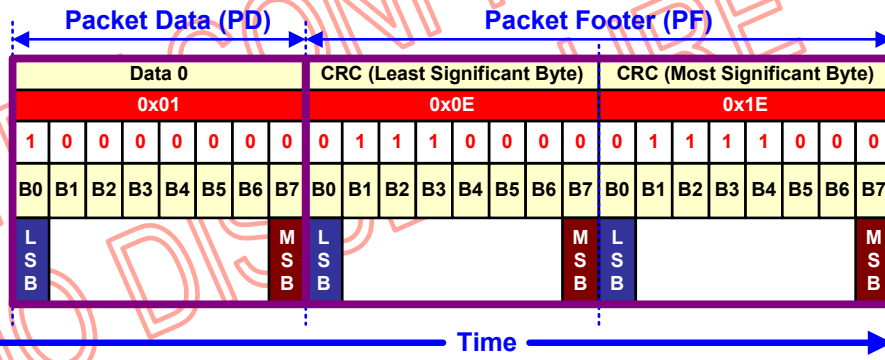 Packet Data (PD) Packet Footer (PF)
Data 0 CRC (Least Significant Byte) CRC (Most Significant Byte)
0x01 0x0E 0x1E
1 0 0 0 0 0 0 0 0 1 1 1 0 0 0 0 0 1 1 1 1 0 0 0
B0 B1 B2 B3 B4 B5 B6 B7 B0 B1 B2 B3 B4 B5 B6 B7 B0 B1 B2 B3 B4 B5 B6 B7
LSB MSB LSB MSB LSB MSB
Time